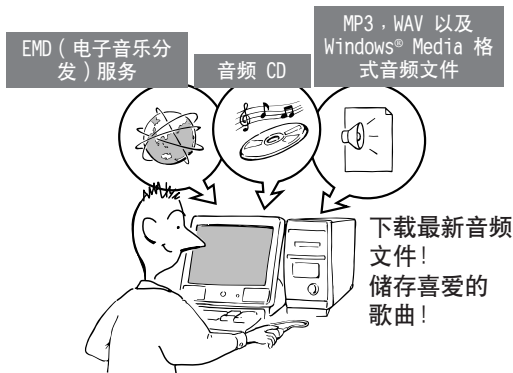 EMD（电子音乐分
发）服务
音频 CD
MP3，WAV 以及
Windows® Media 格
式音频文件
下载最新音频
文件！
储存喜爱的
歌曲！